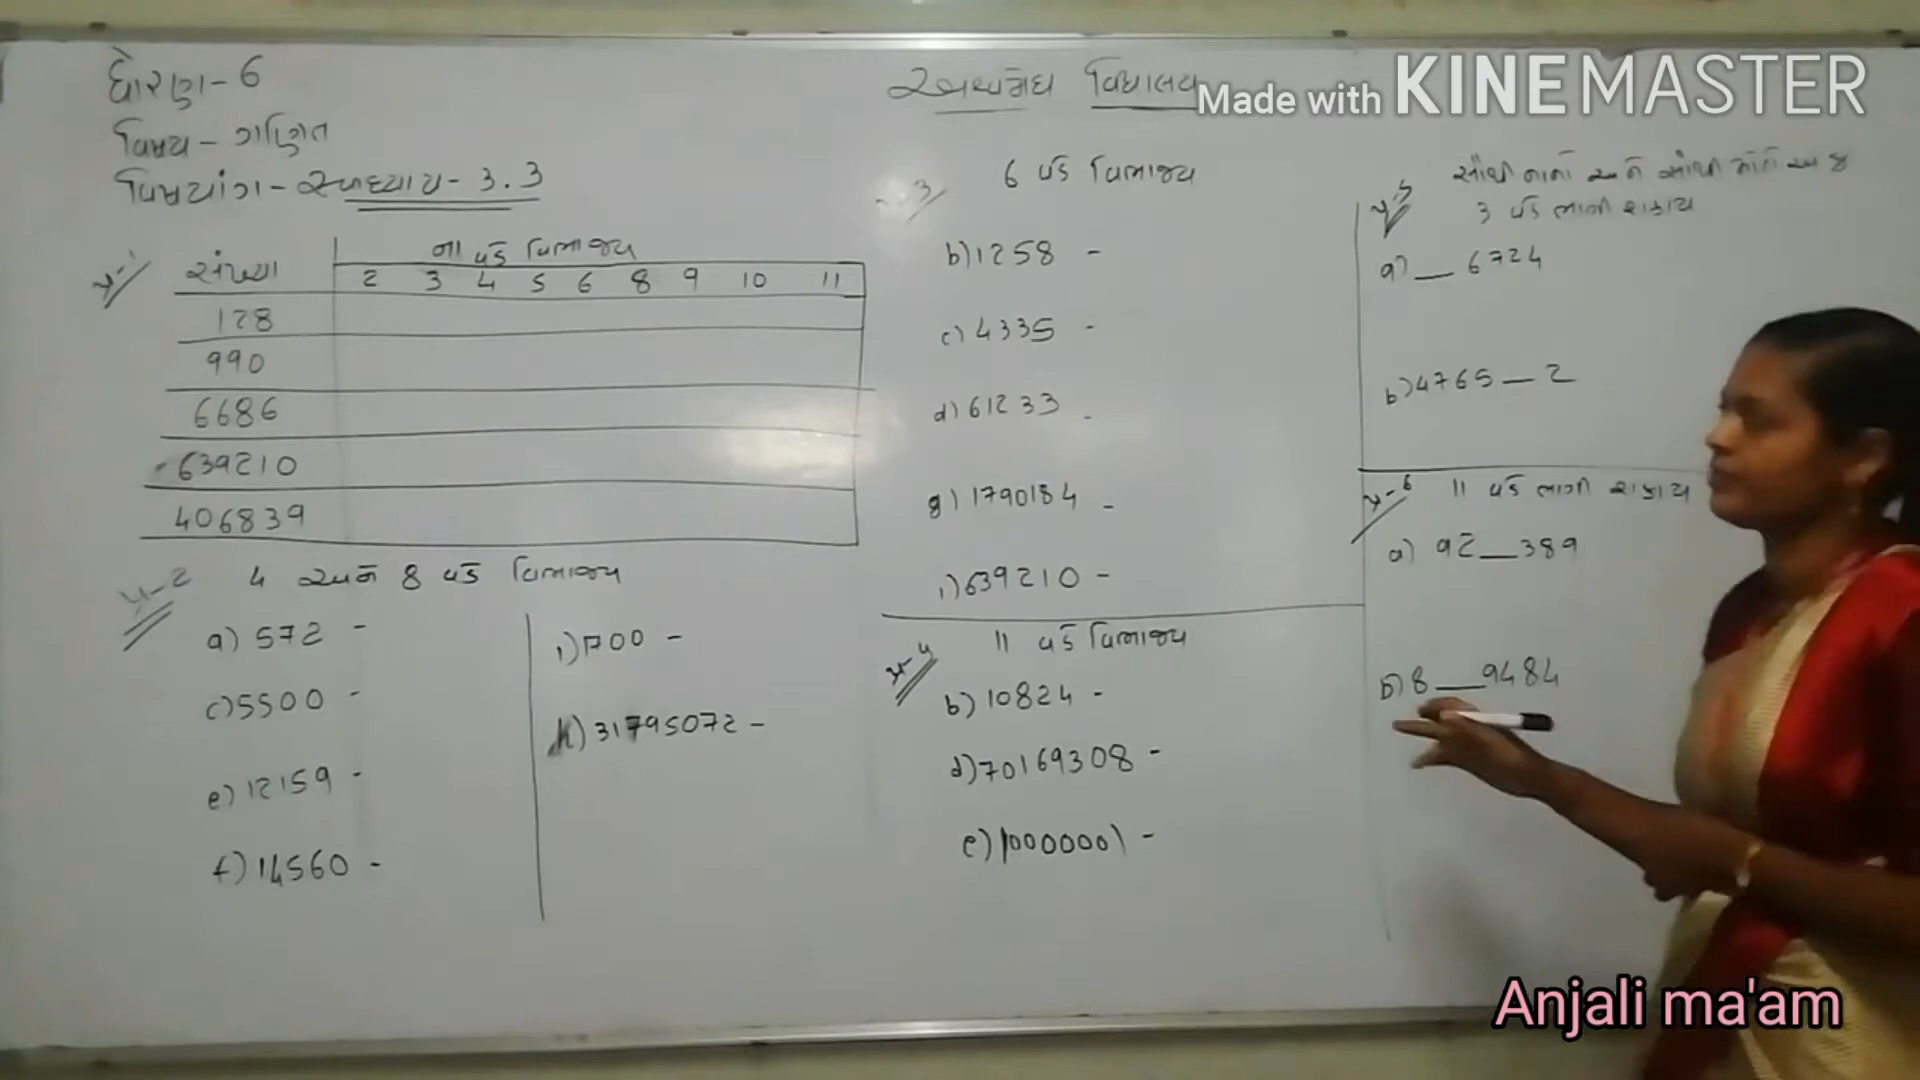 ધોરણ - 6
વિષય - ગણિત
વિષયાંગ - સ્વાધ્યાય - 3.3
વિદ્યાલય
Made with KINEMASTER
પ્ર-1
સંખ્યા ના વડે વિભાજ્ય
2 3 4 5 6 8 9 10 11
128
990
6686
639210
406839
પ્ર-2 4 અને 8 વડે વિભાજ્ય
a) 572 -
c) 5500 -
e) 12159 -
f) 14560 -
i) 1700 -
k) 31795072 -
-3 6 વડે વિભાજ્ય
b) 1258 -
c) 4335 -
d) 61233 -
g) 1790184 -
i) 639210 -
પ્ર-4 11 વડે વિભાજ્ય
b) 10824 -
d) 70169308 -
e) 10000001 -
પ્ર-5 સૌથી નાનો અને સૌથી મોટો અંક
3 વડે ભાગી શકાય
a) __ 6724
b) 4765 __ 2
પ્ર-6 11 વડે ભાગી શકાય
a) 92 __ 389
b) 8 __ 9484
Anjali ma'am